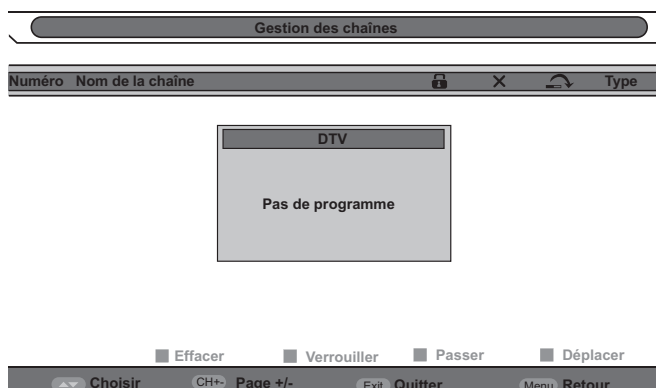 Gestion des chaînes
Numéro Nom de la chaîne Type
DTV
Pas de programme
Effacer Verrouiller Passer Déplacer
Choisir CH+- Page +/- Exit Quitter Menu Retour